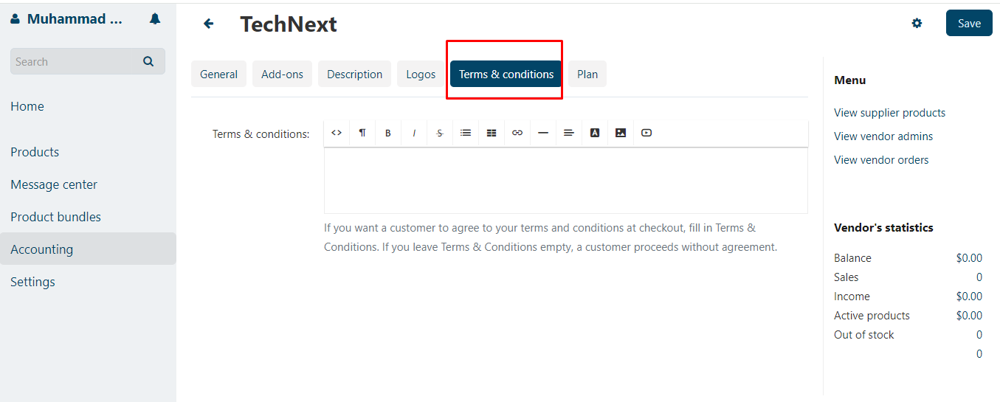 Muhammad ...
TechNext
Save
Search
General
Add-ons
Description
Logos
Terms & conditions
Plan
Home
Products
Message center
Product bundles
Accounting
Settings
Terms & conditions:
<> ¶ B I S
A
If you want a customer to agree to your terms and conditions at checkout, fill in Terms &
Conditions. If you leave Terms & Conditions empty, a customer proceeds without agreement.
Menu
View supplier products
View vendor admins
View vendor orders
Vendor's statistics
Balance $0.00
Sales 0
Income $0.00
Active products $0.00
Out of stock 0
0